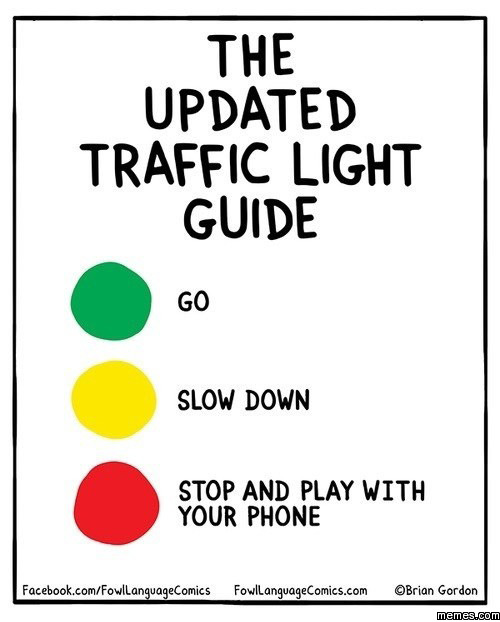 THE
UPDATED
TRAFFIC LIGHT
GUIDE
GO
SLOW DOWN
STOP AND PLAY WITH
YOUR PHONE
Facebook.com/FowlLanguageComics FowlLanguageComics.com ©Brian Gordon
memes.com